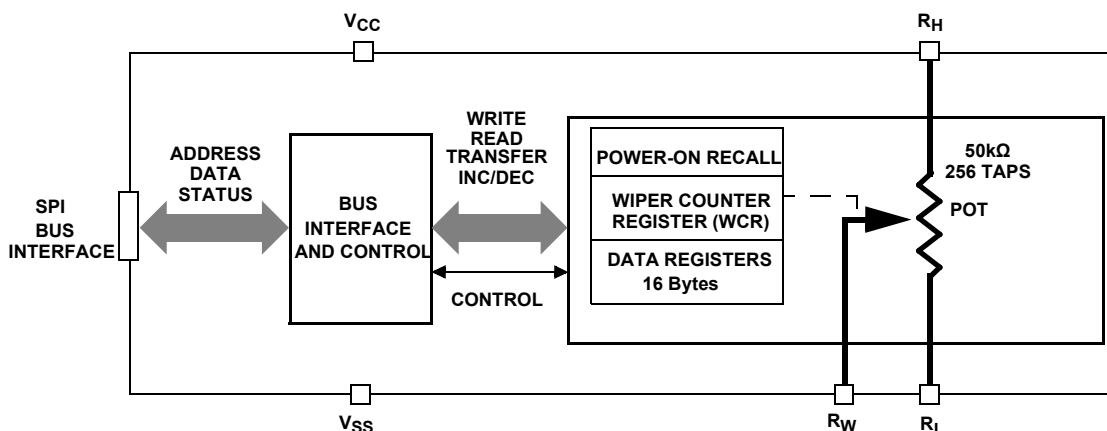 VCC
RH
WRITE
READ
TRANSFER
INC/DEC
ADDRESS
DATA
STATUS
SPI
BUS
INTERFACE
BUS
INTERFACE
AND CONTROL
CONTROL
POWER-ON RECALL
WIPER COUNTER
REGISTER (WCR)
DATA REGISTERS
16 Bytes
50kΩ
256 TAPS
POT
VSS
RW